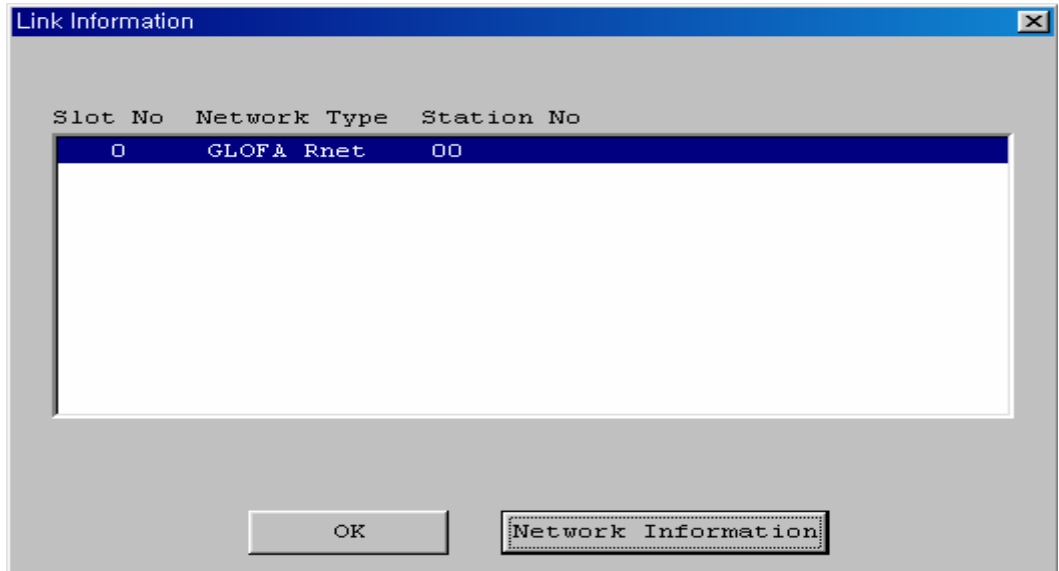 Link Information
Slot No Network Type Station No
0 GLOFA Rnet 00
OK Network Information